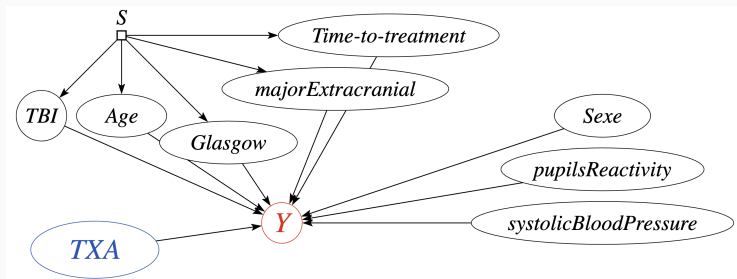 S
Time-to-treatment
majorExtracranial
TBI
Age
Sexe
Glasgow
pupilsReactivity
Y
systolicBloodPressure
TXA